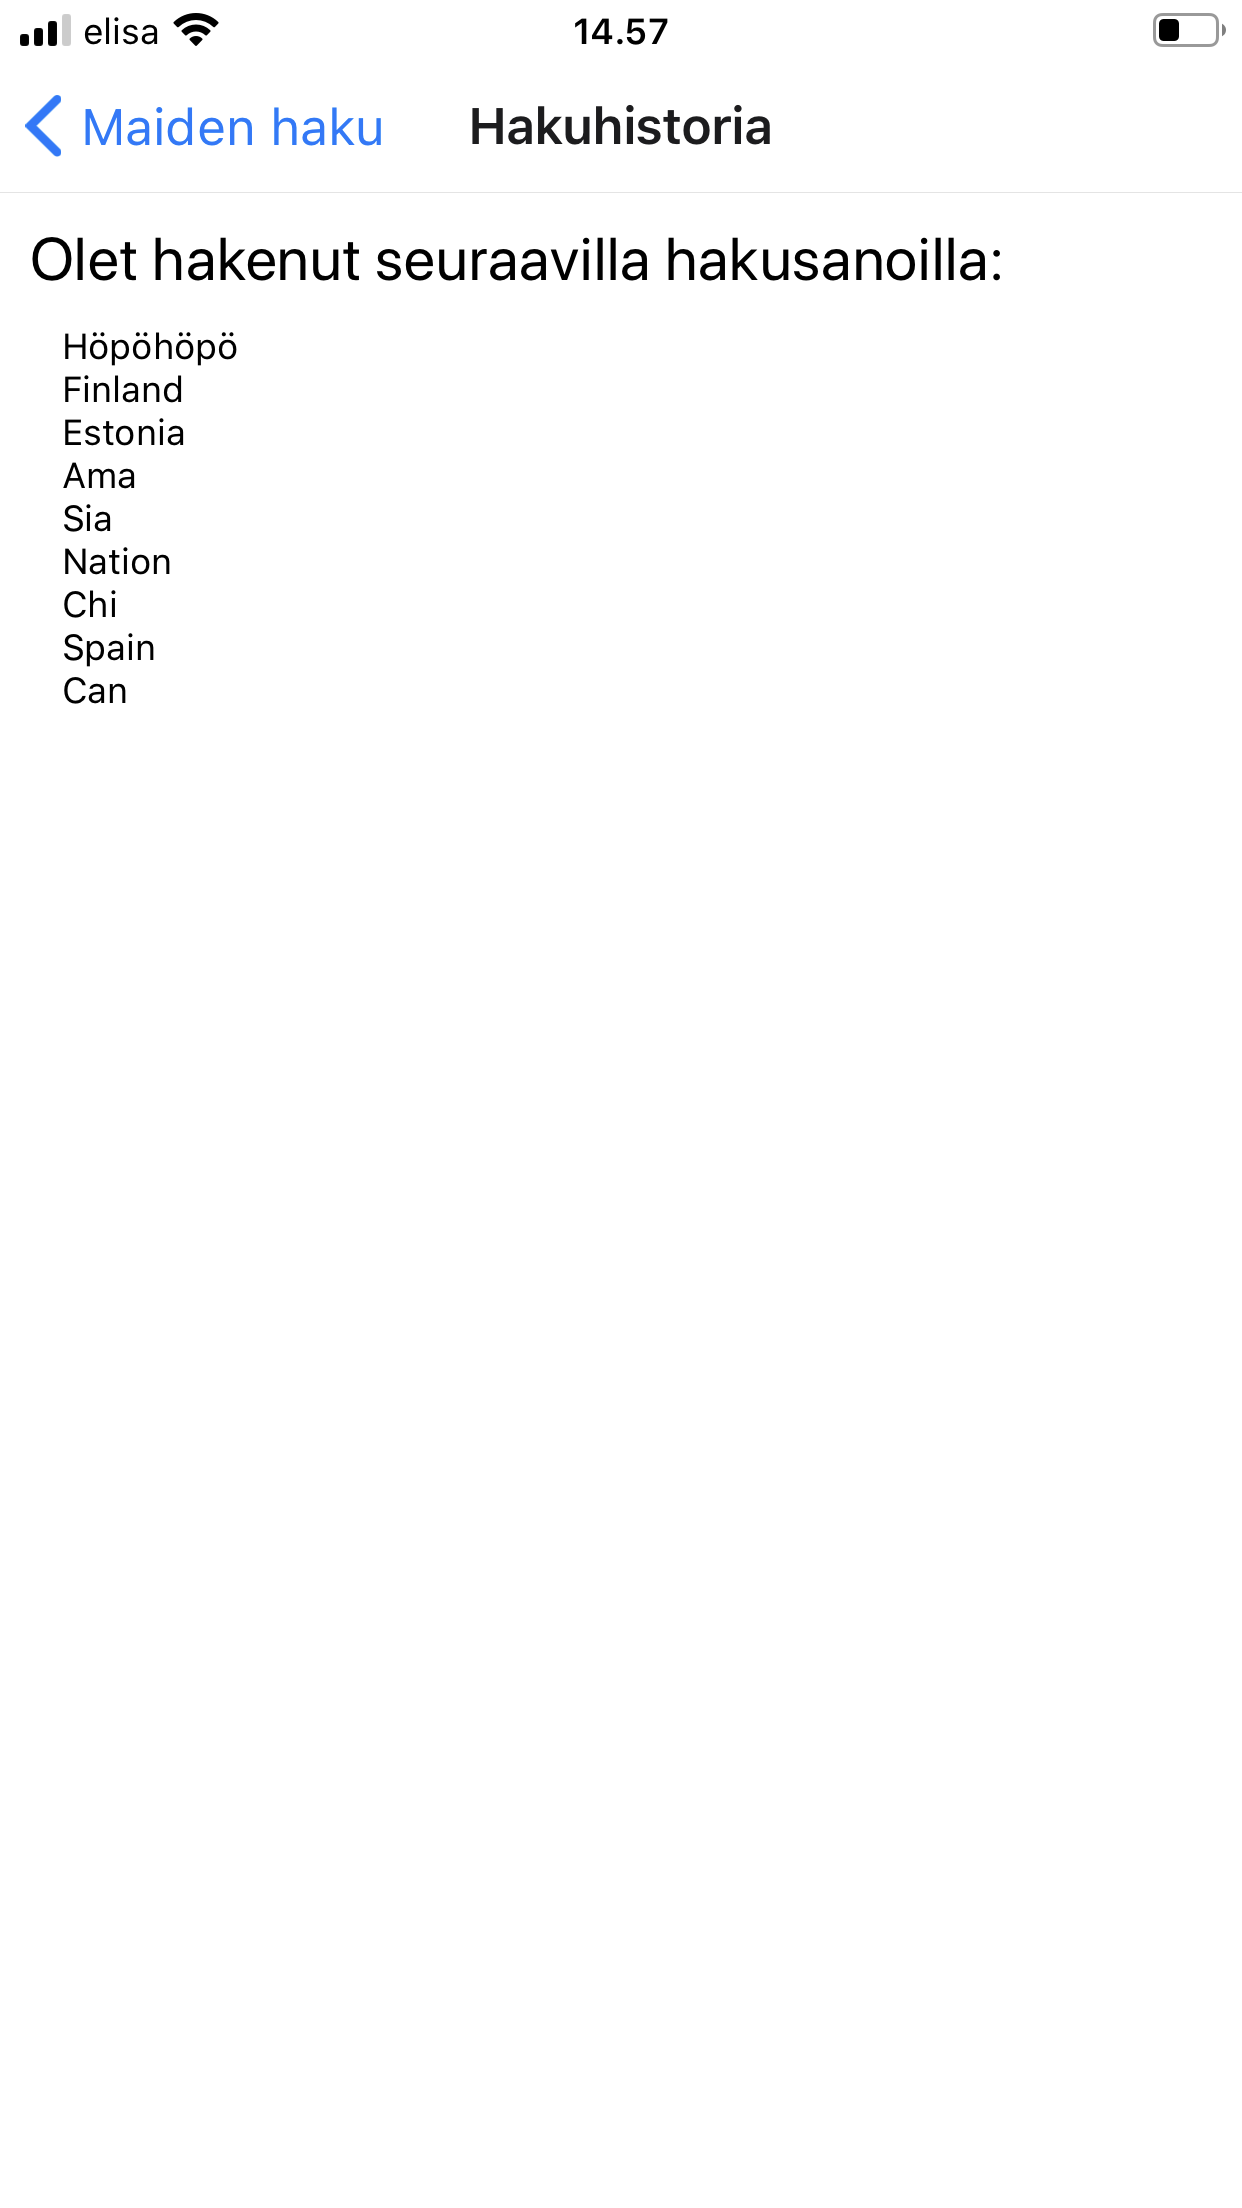 elisa 14.57
Maiden haku Hakuhistoria
Olet hakenut seuraavilla hakusanoilla:
Höpöhöpö
Finland
Estonia
Ama
Sia
Nation
Chi
Spain
Can